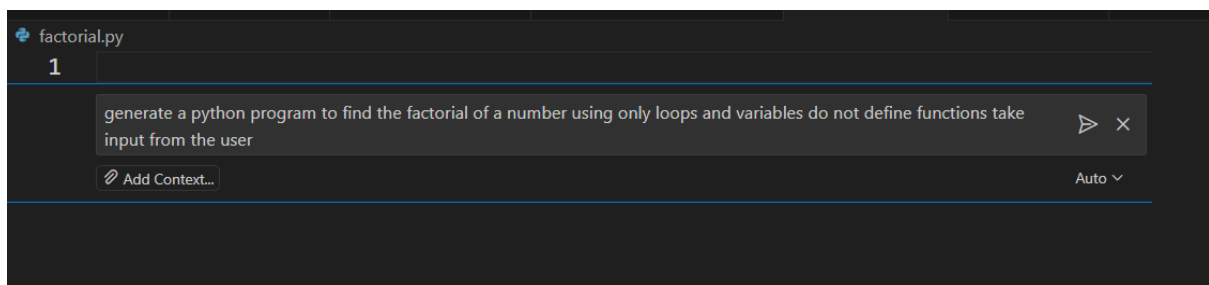 factorial.py
1
generate a python program to find the factorial of a number using only loops and variables do not define functions take
input from the user
Add Context...
Auto